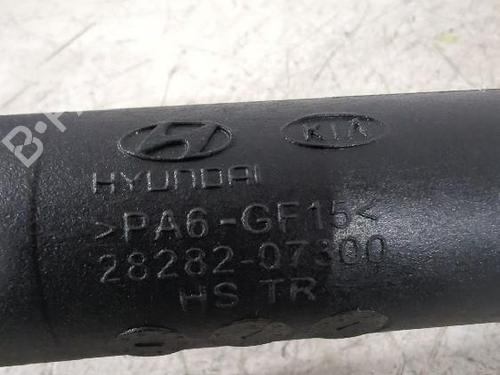 KIA
HYUNDAI
>PA6-GF15<
28282-07300
HS TR